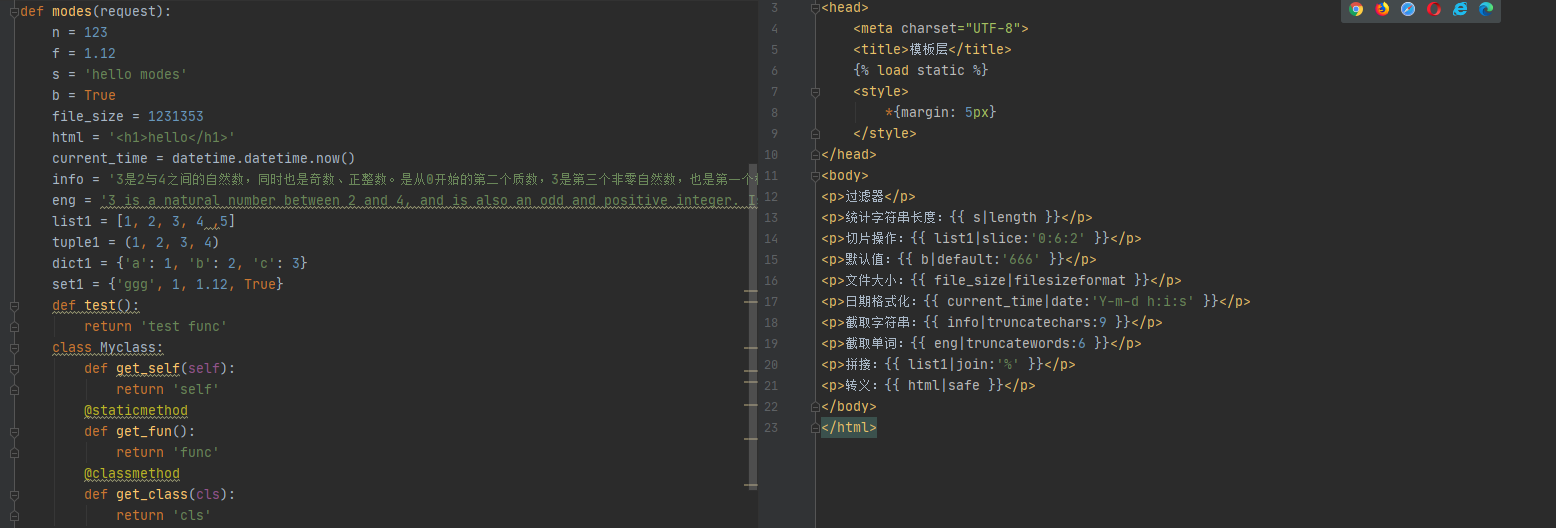 def modes(request):
n = 123
f = 1.12
s = 'hello modes'
b = True
file_size = 1231353
html = '<h1>hello</h1>'
current_time = datetime.datetime.now()
info = '3是2与4之间的自然数，同时也是奇数、正整数。是从0开始的第二个质数，3是第三个非零自然数，也是第一个
eng = '3 is a natural number between 2 and 4, and is also an odd and positive integer.
list1 = [1, 2, 3, 4 ,5]
tuple1 = (1, 2, 3, 4)
dict1 = {'a': 1, 'b': 2, 'c': 3}
set1 = {'ggg', 1, 1.12, True}
def test():
return 'test func'
class Myclass:
def get_self(self):
return 'self'
@staticmethod
def get_fun():
return 'func'
@classmethod
def get_class(cls):
return 'cls'
3 <head>
4 <meta charset="UTF-8">
5 <title>模板层</title>
6 {% load static %}
7 <style>
8 *{margin: 5px}
9 </style>
10 </head>
11 <body>
12 <p>过滤器</p>
13 <p>统计字符串长度：{{ s|length }}</p>
14 <p>切片操作：{{ list1|slice:'0:6:2' }}</p>
15 <p>默认值：{{ b|default:'666' }}</p>
16 <p>文件大小：{{ file_size|filesizeformat }}</p>
17 <p>日期格式化：{{ current_time|date:'Y-m-d h:i:s' }}</p>
18 <p>截取字符串：{{ info|truncatechars:9 }}</p>
19 <p>截取单词：{{ eng|truncatewords:6 }}</p>
20 <p>拼接：{{ list1|join:'%' }}</p>
21 <p>转义：{{ html|safe }}</p>
22 </body>
23 </html>